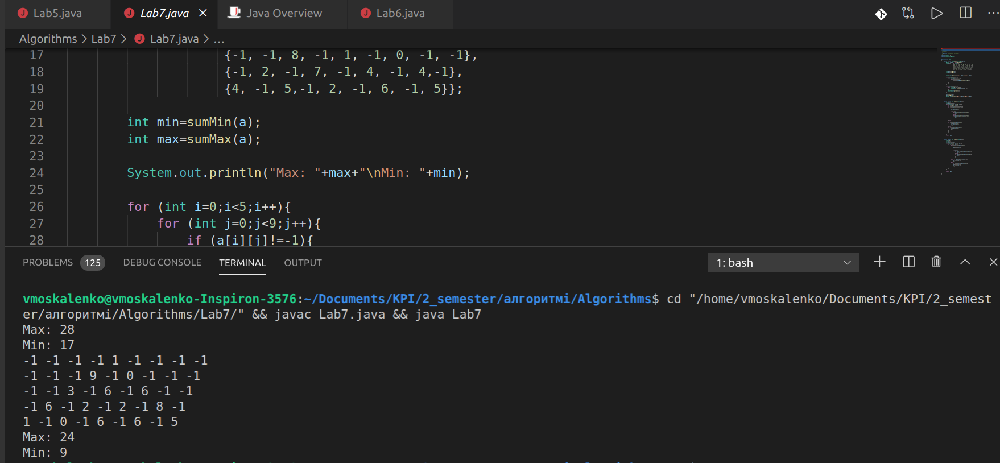 Lab5.java Lab7.java Java Overview Lab6.java
Algorithms > Lab7 > Lab7.java > ...
17 {-1, -1, 8, -1, 1, -1, 0, -1, -1},
18 {-1, 2, -1, 7, -1, 4, -1, 4,-1},
19 {4, -1, 5,-1, 2, -1, 6, -1, 5}};
20
21 int min=sumMin(a);
22 int max=sumMax(a);
23
24 System.out.println("Max: "+max+"\nMin: "+min);
25
26 for (int i=0;i<5;i++){
27 for (int j=0;j<9;j++){
28 if (a[i][j]!=-1){
PROBLEMS 125 DEBUG CONSOLE TERMINAL OUTPUT 1: bash
vmoskalenko@vmoskalenko-Inspiron-3576:~/Documents/KPI/2_semester/алгоритмі/Algorithms$ cd "/home/vmoskalenko/Documents/KPI/2_semest
er/алгоритмі/Algorithms/Lab7/" && javac Lab7.java && java Lab7
Max: 28
Min: 17
-1 -1 -1 -1 1 -1 -1 -1 -1
-1 -1 -1 9 -1 0 -1 -1 -1
-1 -1 3 -1 6 -1 6 -1 -1
-1 6 -1 2 -1 2 -1 8 -1
1 -1 0 -1 6 -1 6 -1 5
Max: 24
Min: 9